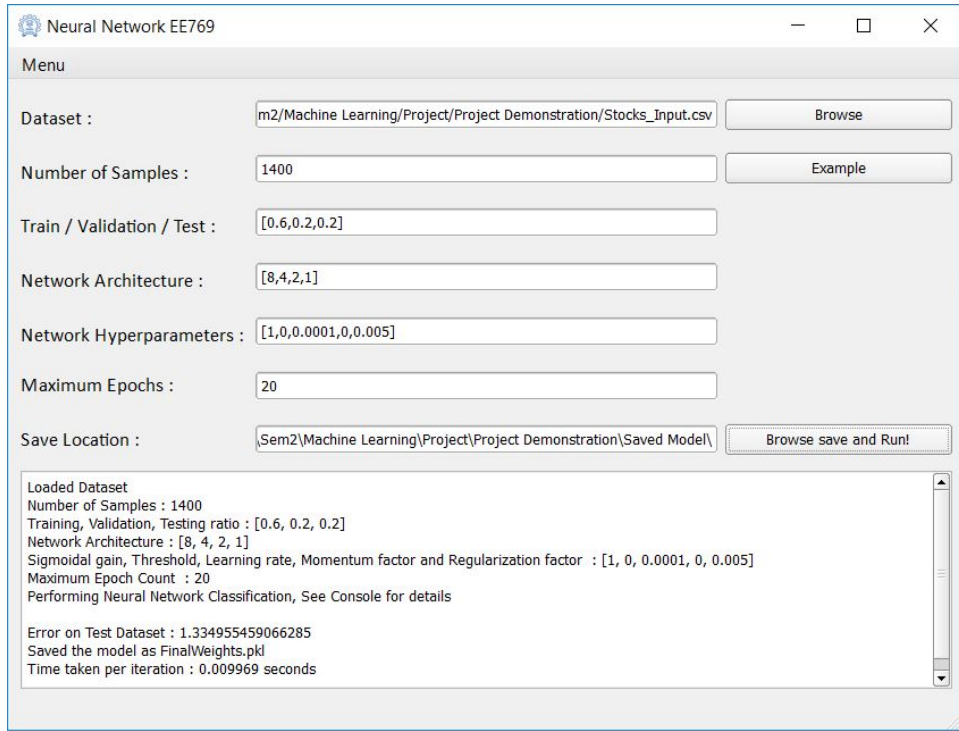 Neural Network EE769
Menu
Dataset :
m2/Machine Learning/Project/Project Demonstration/Stocks_Input.csv
Browse
Number of Samples :
1400
Example
Train / Validation / Test :
[0.6,0.2,0.2]
Network Architecture :
[8,4,2,1]
Network Hyperparameters :
[1,0,0.0001,0,0.005]
Maximum Epochs :
20
Save Location :
\Sem2\Machine Learning\Project\Project Demonstration\Saved Model\
Browse save and Run!
Loaded Dataset
Number of Samples : 1400
Training, Validation, Testing ratio : [0.6, 0.2, 0.2]
Network Architecture : [8, 4, 2, 1]
Sigmoidal gain, Threshold, Learning rate, Momentum factor and Regularization factor  : [1, 0, 0.0001, 0, 0.005]
Maximum Epoch Count  : 20
Performing Neural Network Classification, See Console for details
Error on Test Dataset : 1.334955459066285
Saved the model as FinalWeights.pkl
Time taken per iteration : 0.009969 seconds